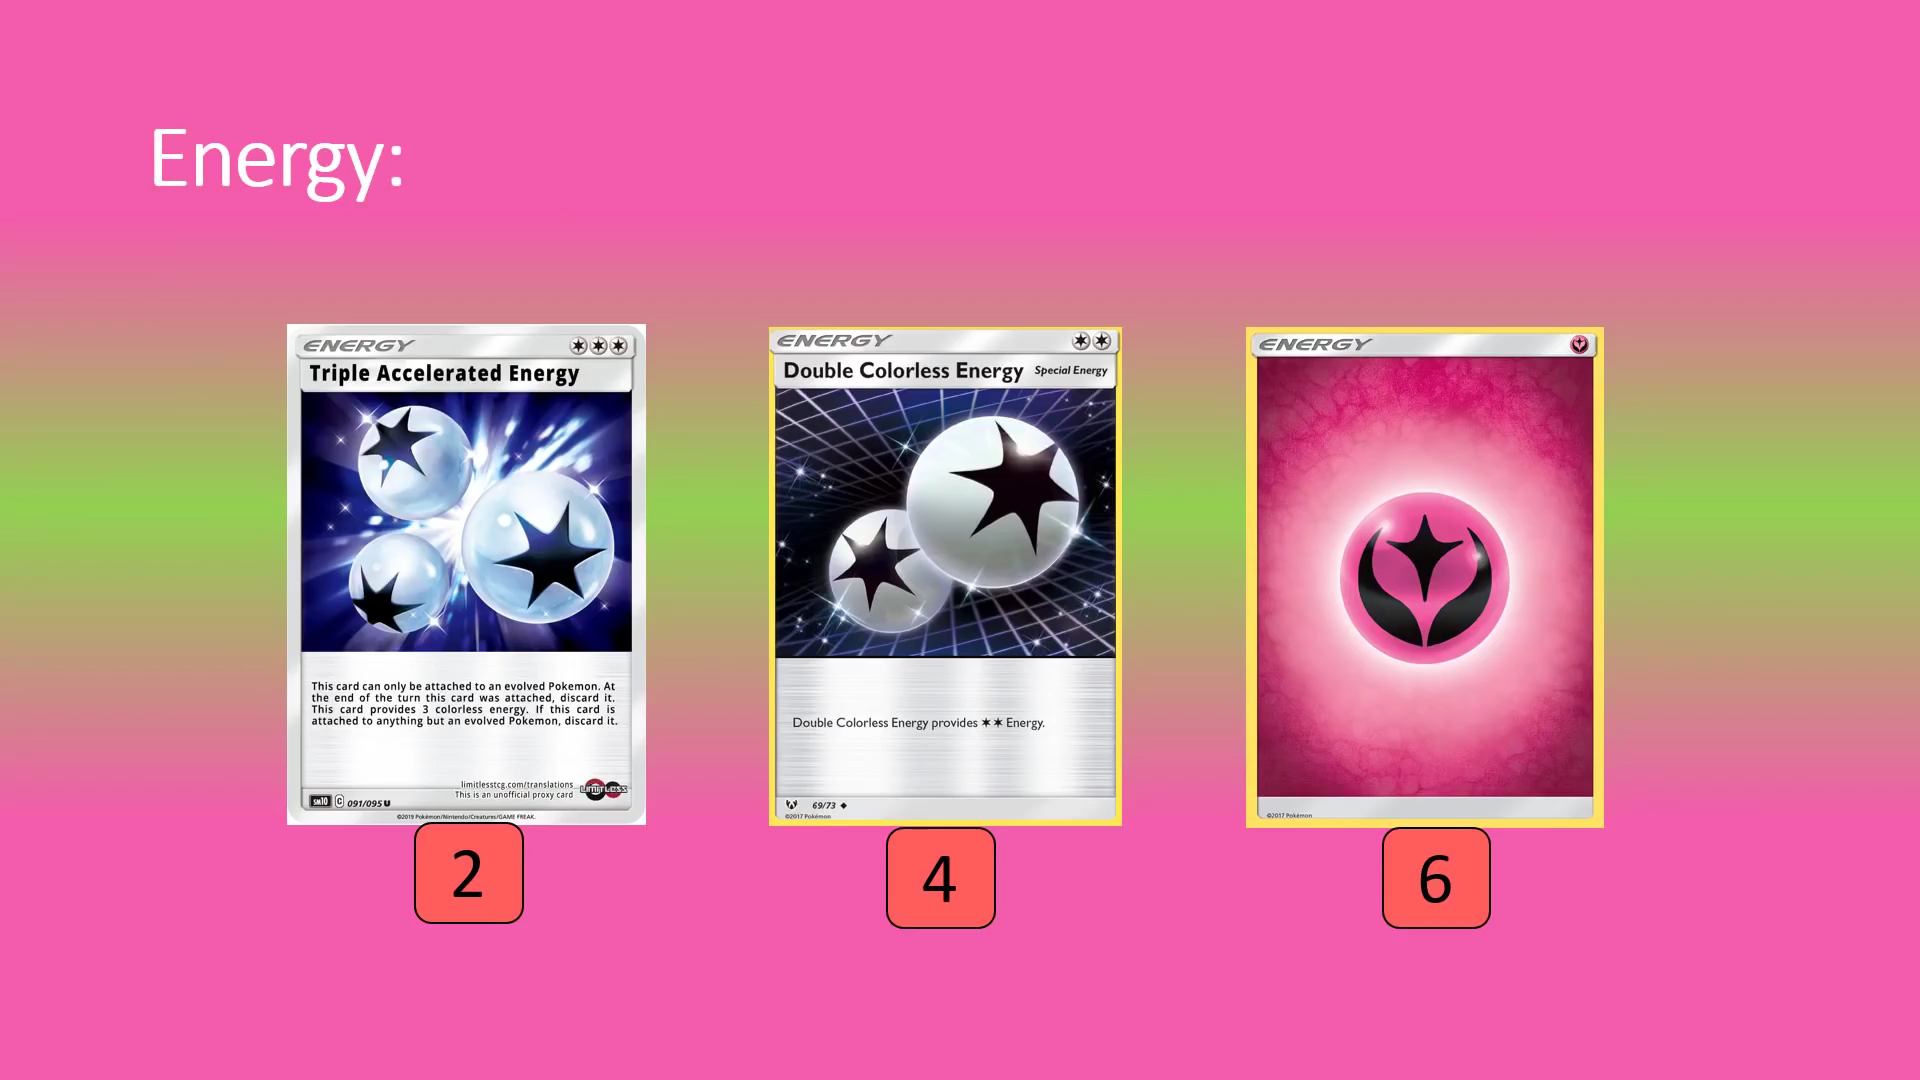 Energy:
ENERGY
Triple Accelerated Energy
This card can only be attached to an evolved Pokemon. At
the end of the turn this card was attached, discard it.
This card provides 3 colorless energy. If this card is
attached to anything but an evolved Pokemon, discard it.
limitlesstcg.com/translations
This is an unofficial proxy card
LIMITLESS
SM10 C 091/095 U
©2019 Pokémon/Nintendo/Creatures/GAME FREAK.
2
ENERGY
Double Colorless Energy Special Energy
Double Colorless Energy provides ✶✶ Energy.
69/73
©2017 Pokémon
4
ENERGY
©2017 Pokémon
6